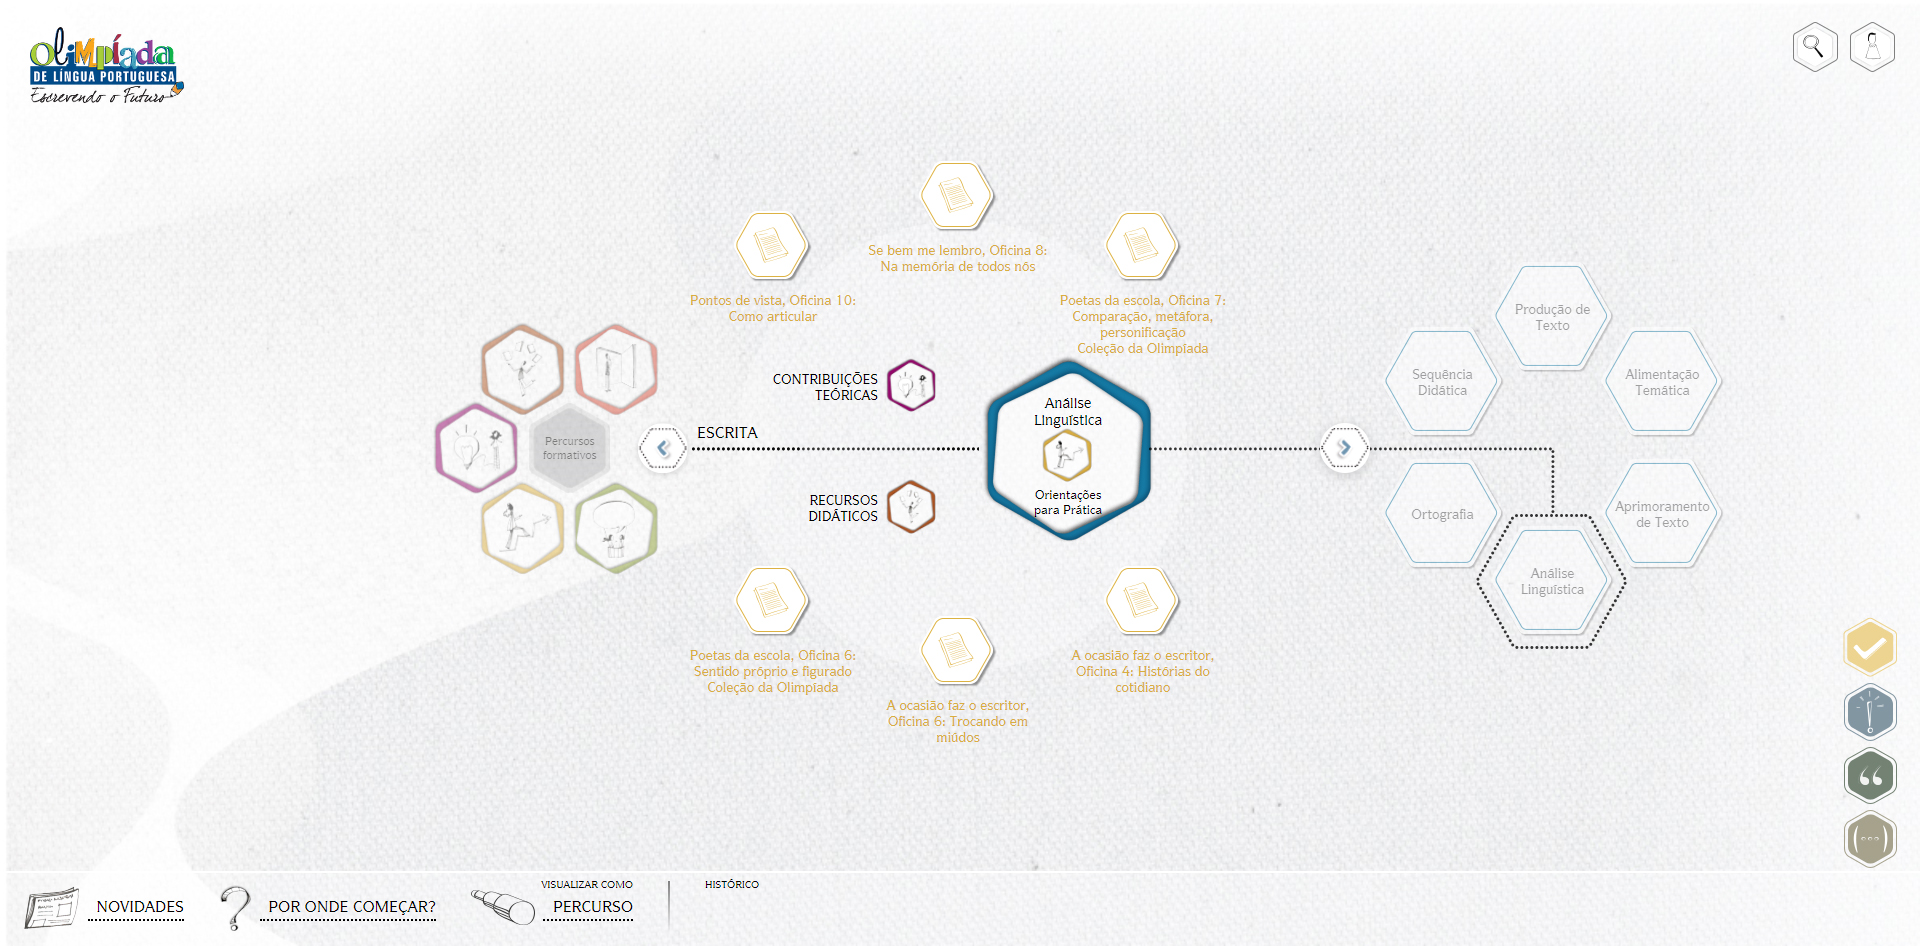 Olimpíada
DE LÍNGUA PORTUGUESA
Escrevendo o Futuro
Se bem me lembro, Oficina 8:
Na memória de todos nós
Pontos de vista, Oficina 10:
Como articular
Poetas da escola, Oficina 7:
Comparação, metáfora,
personificação
Coleção da Olimpíada
Percursos
formativos
ESCRITA
CONTRIBUIÇÕES
TEÓRICAS
RECURSOS
DIDÁTICOS
Análise
Linguística
Orientações
para Prática
Produção de
Texto
Sequência
Didática
Alimentação
Temática
Ortografia
Aprimoramento
de Texto
Análise
Linguística
Poetas da escola, Oficina 6:
Sentido próprio e figurado
Coleção da Olimpíada
A ocasião faz o escritor,
Oficina 6: Trocando em
miúdos
A ocasião faz o escritor,
Oficina 4: Histórias do
cotidiano
NOVIDADES
POR ONDE COMEÇAR?
VISUALIZAR COMO
PERCURSO
HISTÓRICO